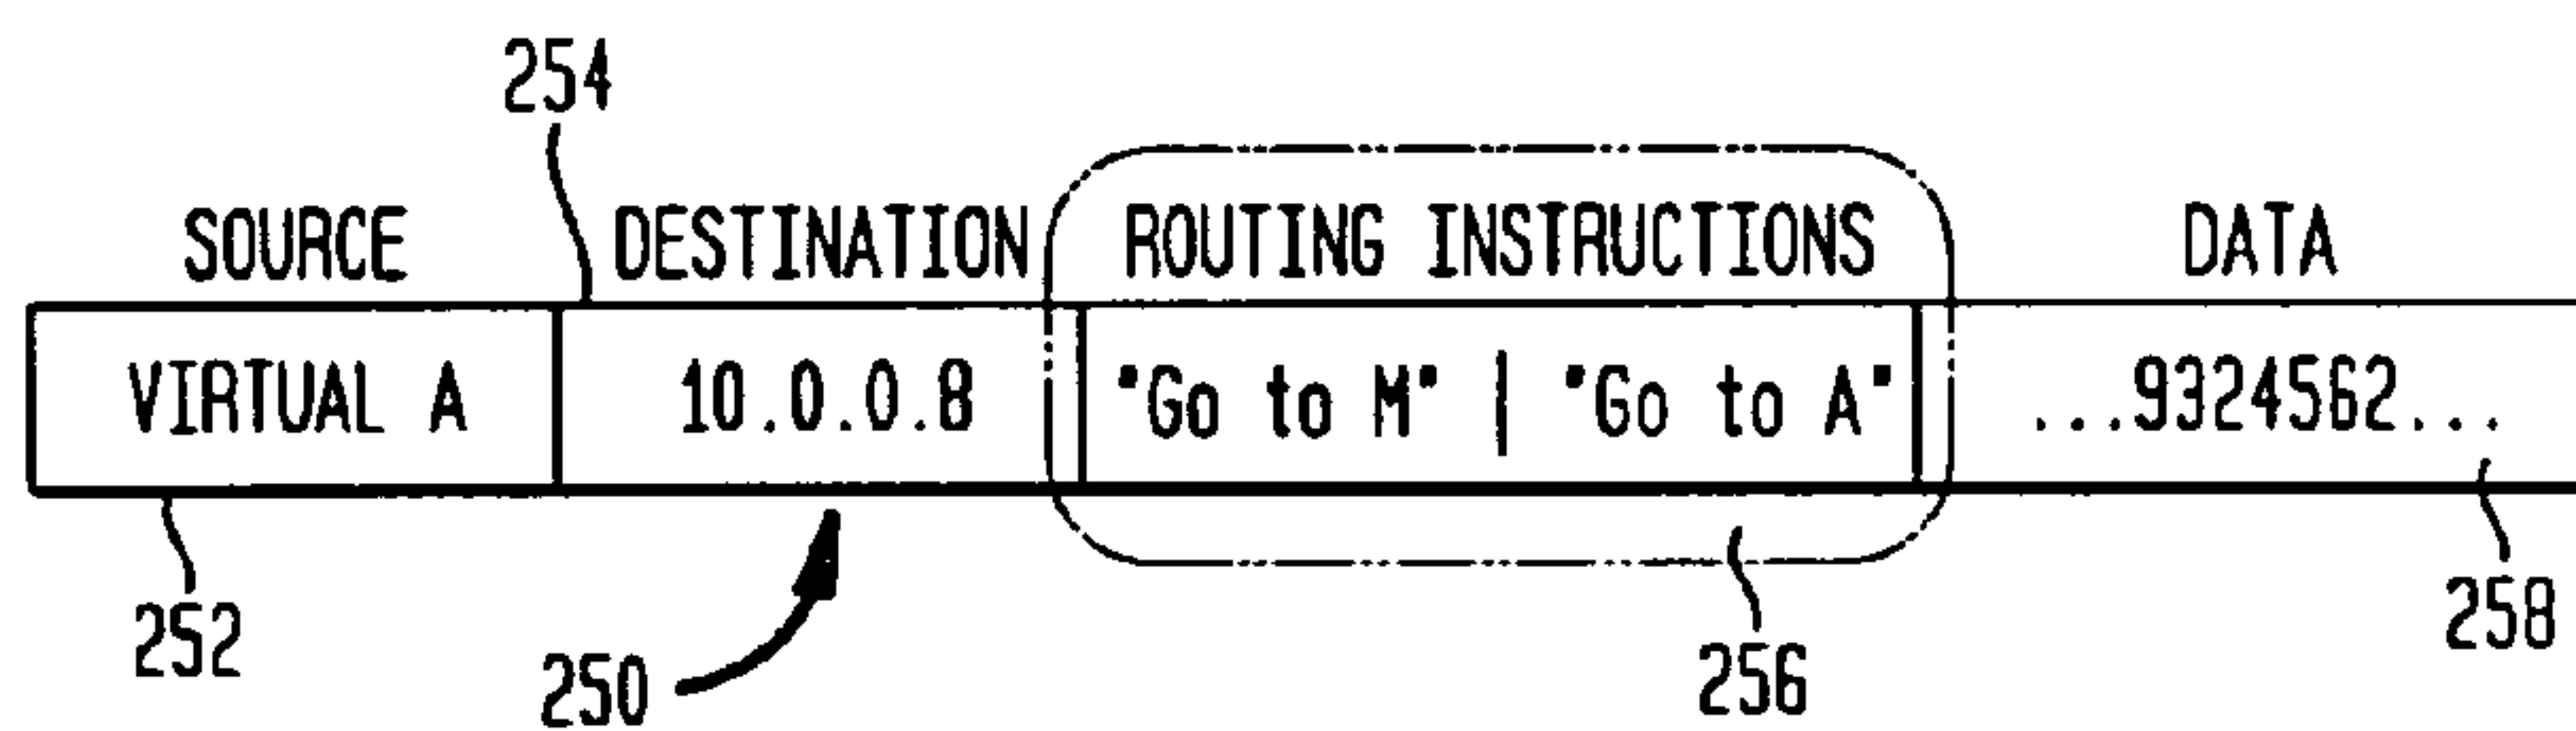 254
SOURCE DESTINATION ROUTING INSTRUCTIONS DATA
VIRTUAL A 10.0.0.8 "Go to M" | "Go to A" ...9324562...
252 250 256 258